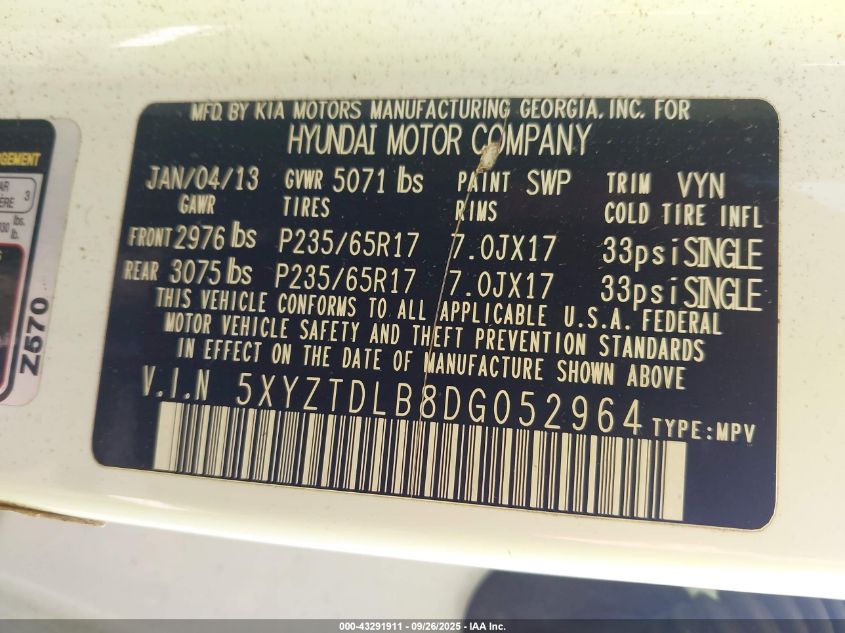 MFD. BY KIA MOTORS MANUFACTURING GEORGIA, INC. FOR
HYUNDAI MOTOR COMPANY
JAN/04/13 GVWR 5071 lbs PAINT SWP TRIM VYN
GAWR TIRES RIMS COLD TIRE INFL
FRONT 2976 lbs P235/65R17 7.0JX17 33psi SINGLE
REAR 3075 lbs P235/65R17 7.0JX17 33psi SINGLE
THIS VEHICLE CONFORMS TO ALL APPLICABLE U.S.A. FEDERAL
MOTOR VEHICLE SAFETY AND THEFT PREVENTION STANDARDS
IN EFFECT ON THE DATE OF MANUFACTURE SHOWN ABOVE
V.I.N 5XYZTDLB8DG052964 TYPE:MPV
3
lbs.
lb.
Z570
000-43291911 - 09/26/2025 - IAA Inc.